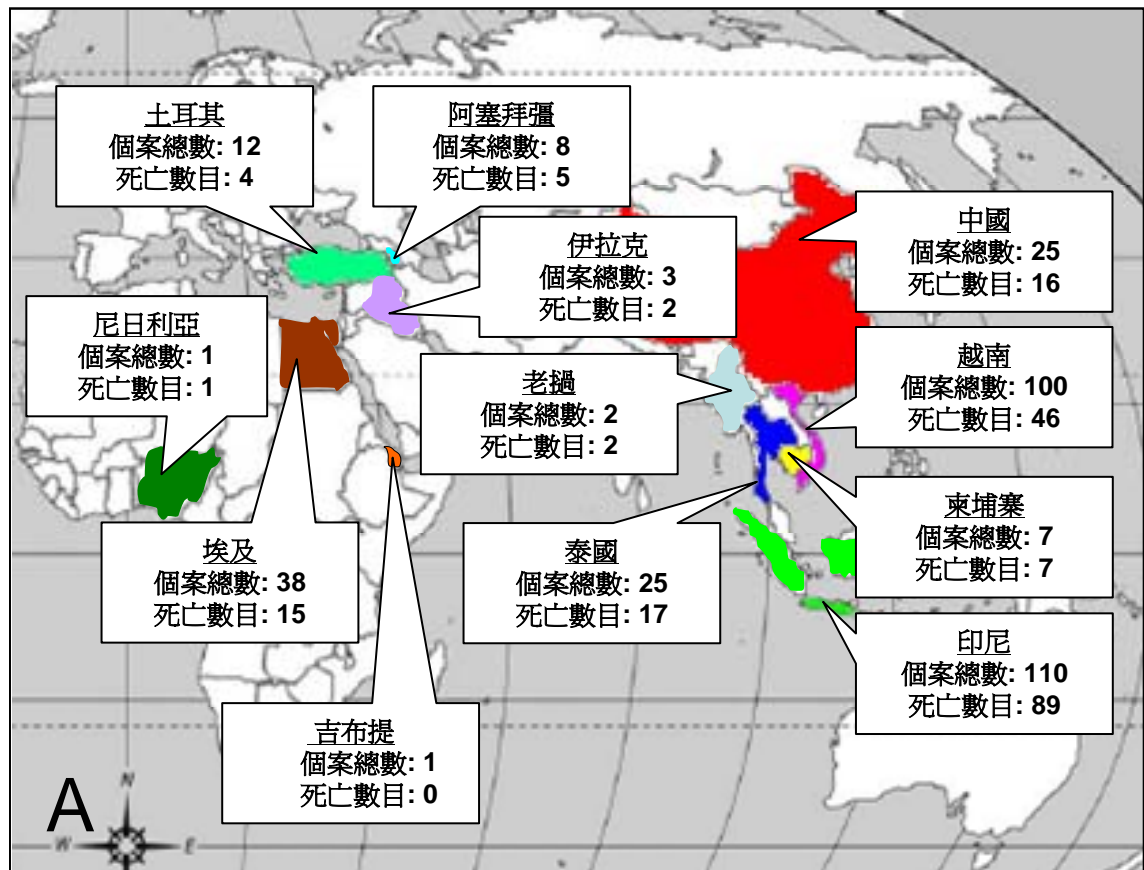 土耳其
個案總數: 12
死亡數目: 4
阿塞拜彊
個案總數: 8
死亡數目: 5
伊拉克
個案總數: 3
死亡數目: 2
中國
個案總數: 25
死亡數目: 16
尼日利亞
個案總數: 1
死亡數目: 1
老撾
個案總數: 2
死亡數目: 2
越南
個案總數: 100
死亡數目: 46
柬埔寨
個案總數: 7
死亡數目: 7
埃及
個案總數: 38
死亡數目: 15
泰國
個案總數: 25
死亡數目: 17
印尼
個案總數: 110
死亡數目: 89
吉布提
個案總數: 1
死亡數目: 0
A
N
W
E